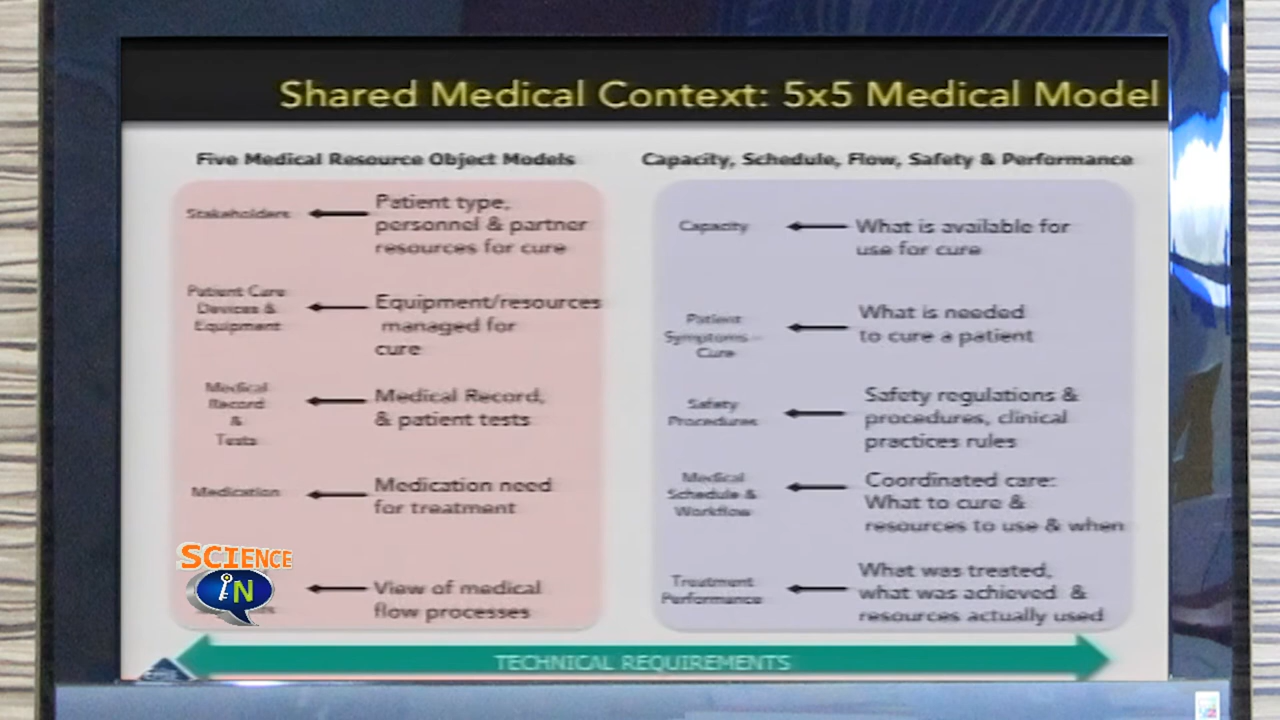 Shared Medical Context: 5x5 Medical Model
Five Medical Resource Object Models
Stakeholders
Patient type,
personnel & partner
resources for cure
Patient Care
Devices &
Equipment
Equipment/resources
managed for
cure
Medical
Record
&
Tests
Medical Record,
& patient tests
Medication
Medication need
for treatment
View of medical
flow processes
SCIENCE
iN
Capacity, Schedule, Flow, Safety & Performance
Capacity
What is available for
use for cure
Patient
Symptoms -
Cure
What is needed
to cure a patient
Safety
Procedures
Safety regulations &
procedures, clinical
practices rules
Medical
Schedule &
Workflow
Coordinated care:
What to cure &
resources to use & when
Treatment
Performance
What was treated,
what was achieved &
resources actually used
TECHNICAL REQUIREMENTS